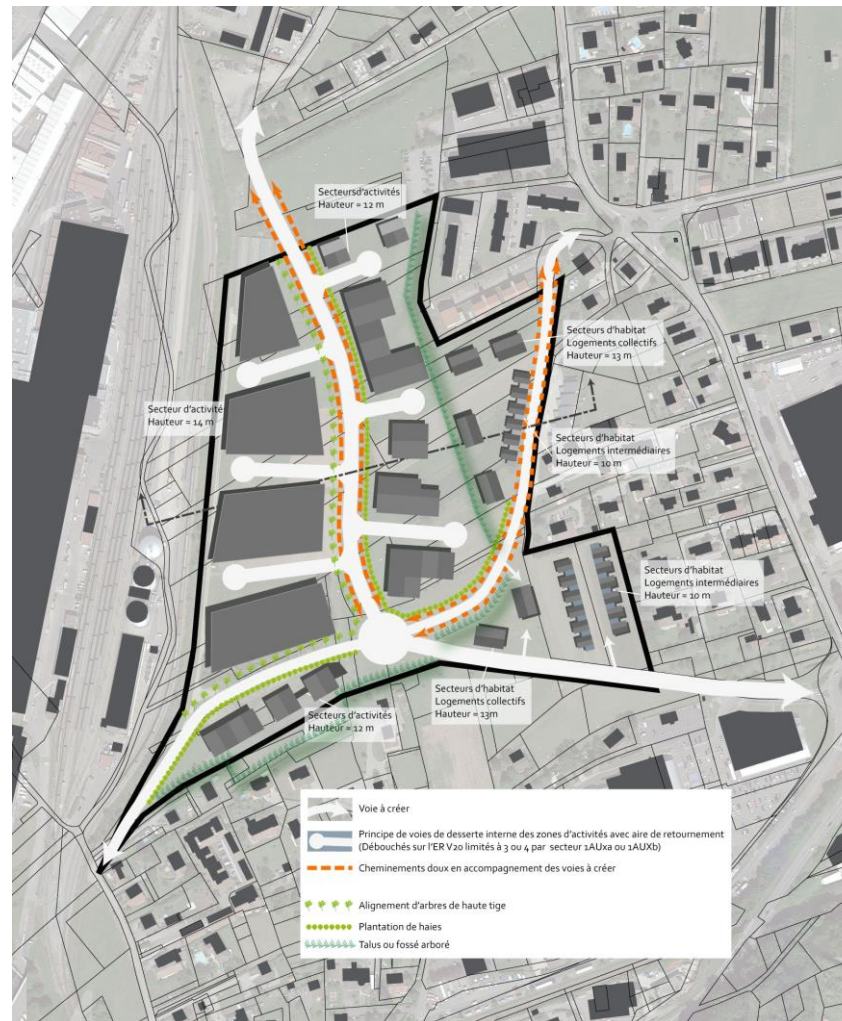 Secteursd'activités
Hauteur = 12 m
Secteurs d'habitat
Logements collectifs
Hauteur = 13 m
Secteur d'activité
Hauteur = 14 m
Secteurs d'habitat
Logements intermédiaires
Hauteur = 10 m
Secteurs d'habitat
Logements intermédiaires
Hauteur = 10 m
Secteurs d'habitat
Logements collectifs
Hauteur = 13m
Secteurs d'activités
Hauteur = 12 m
Voie à créer
Principe de voies de desserte interne des zones d'activités avec aire de retournement
(Débouchés sur l'ER V20 limités à 3 ou 4 par secteur 1AUxa ou 1AUXb)
Cheminements doux en accompagnement des voies à créer
Alignement d'arbres de haute tige
Plantation de haies
Talus ou fossé arboré